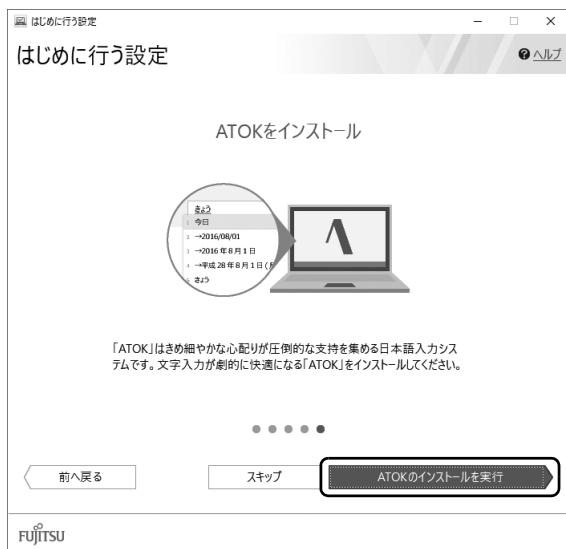 はじめに行う設定
はじめに行う設定
ヘルプ
ATOKをインストール
きょう
1 今日
2 →2016/08/01
3 →2016年8月1日
4 →平成28年8月1日(
きょう
「ATOK」はきめ細やかな心配りが圧倒的な支持を集める日本語入力シス
テムです。文字入力が劇的に快適になる「ATOK」をインストールしてください。
前へ戻る
スキップ
ATOKのインストールを実行
FUJITSU